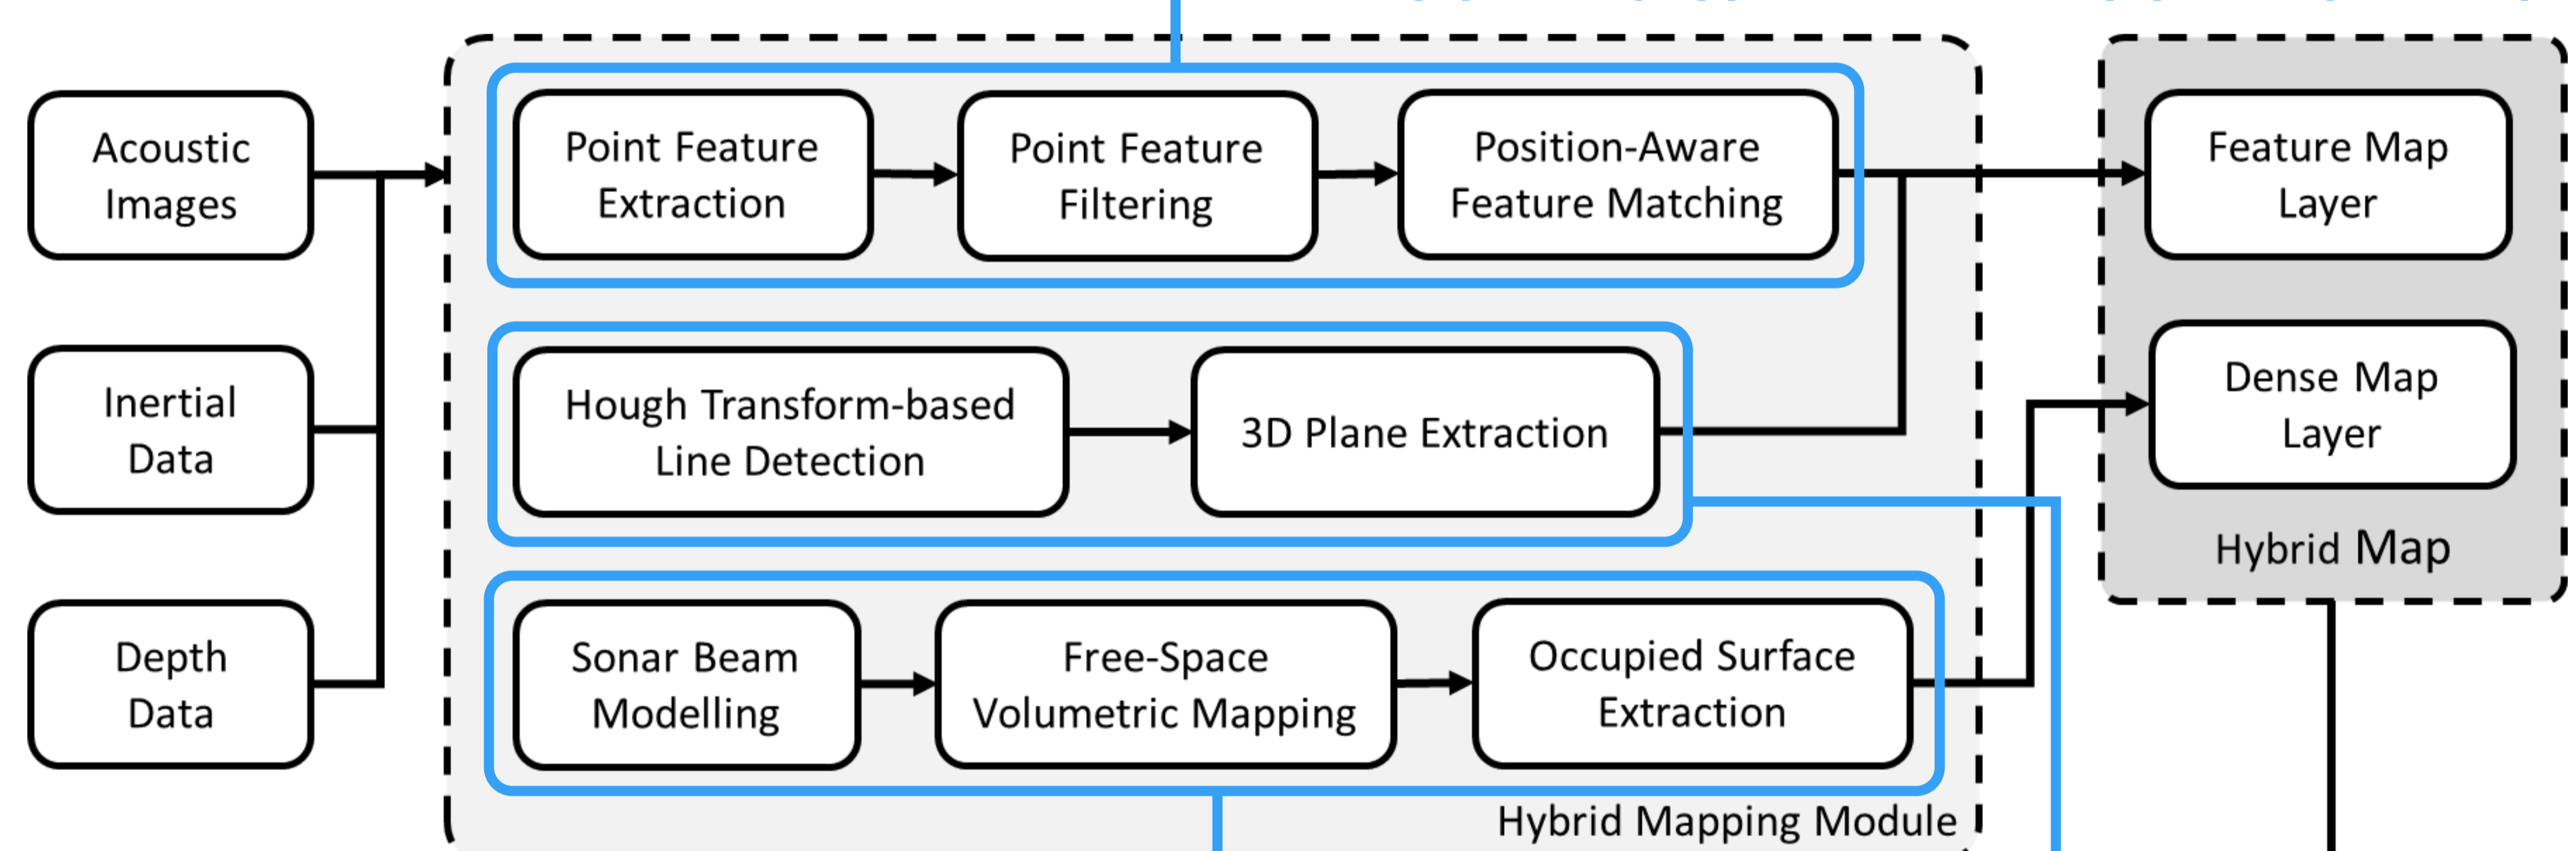 Acoustic
Images
Inertial
Data
Depth
Data
Point Feature
Extraction
Point Feature
Filtering
Position-Aware
Feature Matching
Hough Transform-based
Line Detection
3D Plane Extraction
Sonar Beam
Modelling
Free-Space
Volumetric Mapping
Occupied Surface
Extraction
Hybrid Mapping Module
Feature Map
Layer
Dense Map
Layer
Hybrid Map